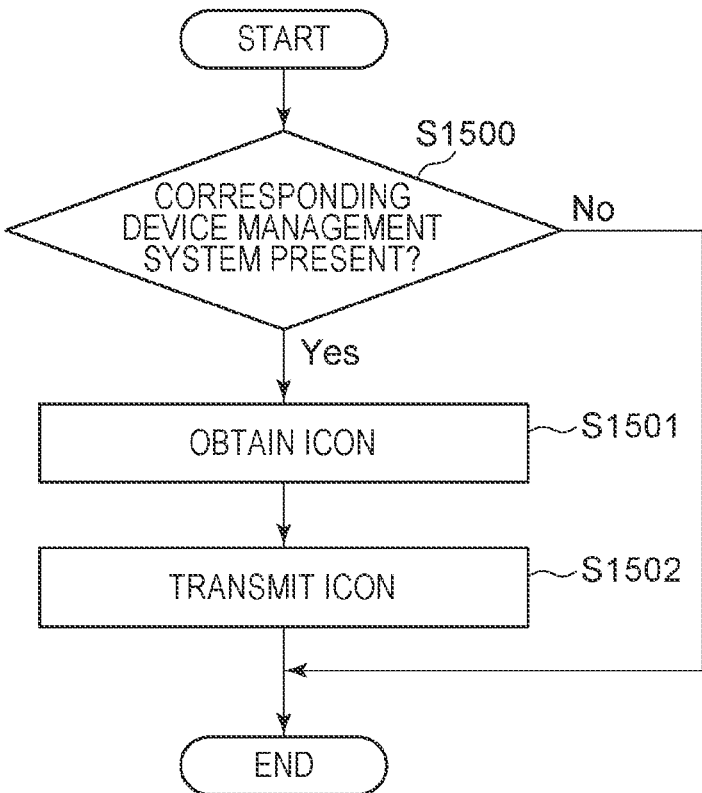 START
S1500
CORRESPONDING
DEVICE MANAGEMENT
SYSTEM PRESENT?
No
Yes
OBTAIN ICON
S1501
TRANSMIT ICON
S1502
END